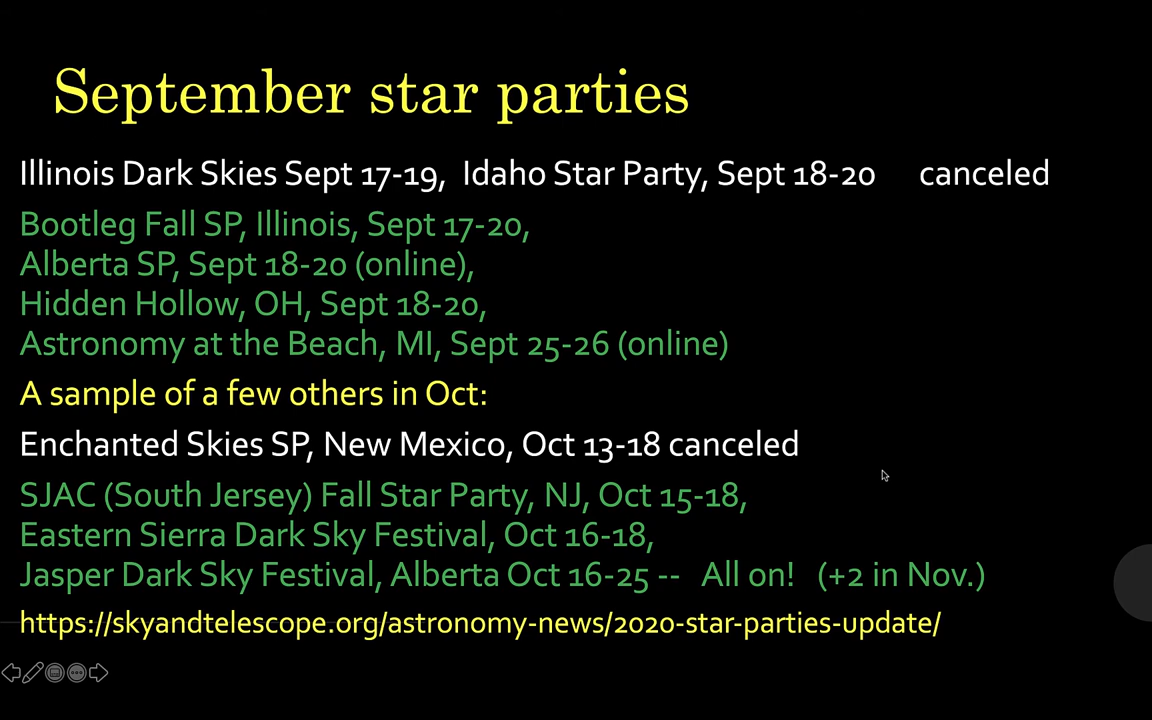 September star parties
Illinois Dark Skies Sept 17-19, Idaho Star Party, Sept 18-20 canceled
Bootleg Fall SP, Illinois, Sept 17-20,
Alberta SP, Sept 18-20 (online),
Hidden Hollow, OH, Sept 18-20,
Astronomy at the Beach, MI, Sept 25-26 (online)
A sample of a few others in Oct:
Enchanted Skies SP, New Mexico, Oct 13-18 canceled
SJAC (South Jersey) Fall Star Party, NJ, Oct 15-18,
Eastern Sierra Dark Sky Festival, Oct 16-18,
Jasper Dark Sky Festival, Alberta Oct 16-25 -- All on! (+2 in Nov.)
https://skyandtelescope.org/astronomy-news/2020-star-parties-update/